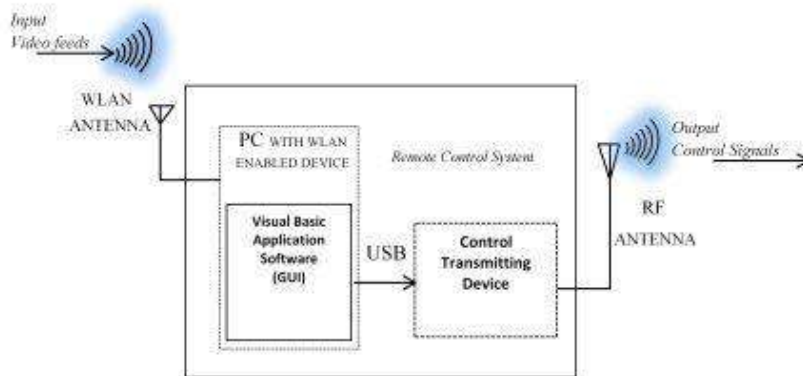 Input
Video feeds
WLAN
ANTENNA
PC WITH WLAN
ENABLED DEVICE
Remote Control System
Output
Control Signals
RF
ANTENNA
Visual Basic
Application
Software
(GUI)
USB
Control
Transmitting
Device